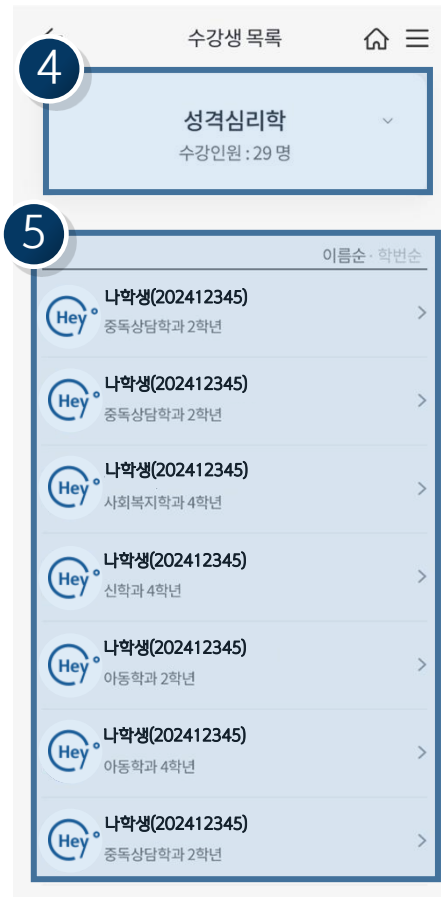 수강생 목록
4
성격심리학
수강인원 : 29 명
5
이름순 · 학번순
Hey
나학생(202412345)
중독상담학과 2학년
Hey
나학생(202412345)
중독상담학과 2학년
Hey
나학생(202412345)
사회복지학과 4학년
Hey
나학생(202412345)
신학과 4학년
Hey
나학생(202412345)
아동학과 2학년
Hey
나학생(202412345)
아동학과 4학년
Hey
나학생(202412345)
중독상담학과 2학년